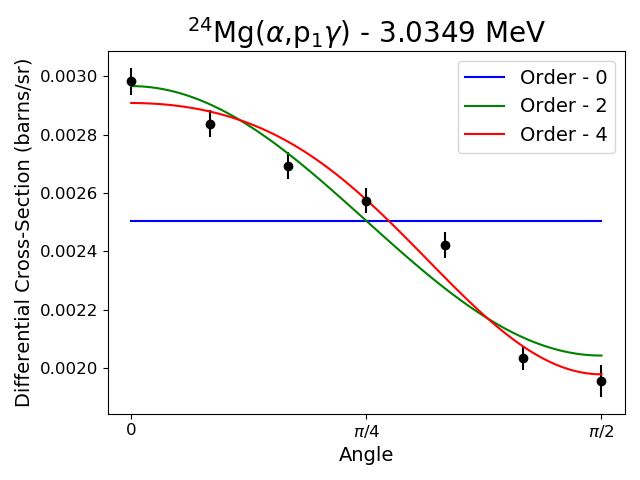 ²⁴Mg(α,p₁γ) - 3.0349 MeV
Differential Cross-Section (barns/sr)
0.0030
0.0028
0.0026
0.0024
0.0022
0.0020
Order - 0
Order - 2
Order - 4
0
π/4
π/2
Angle